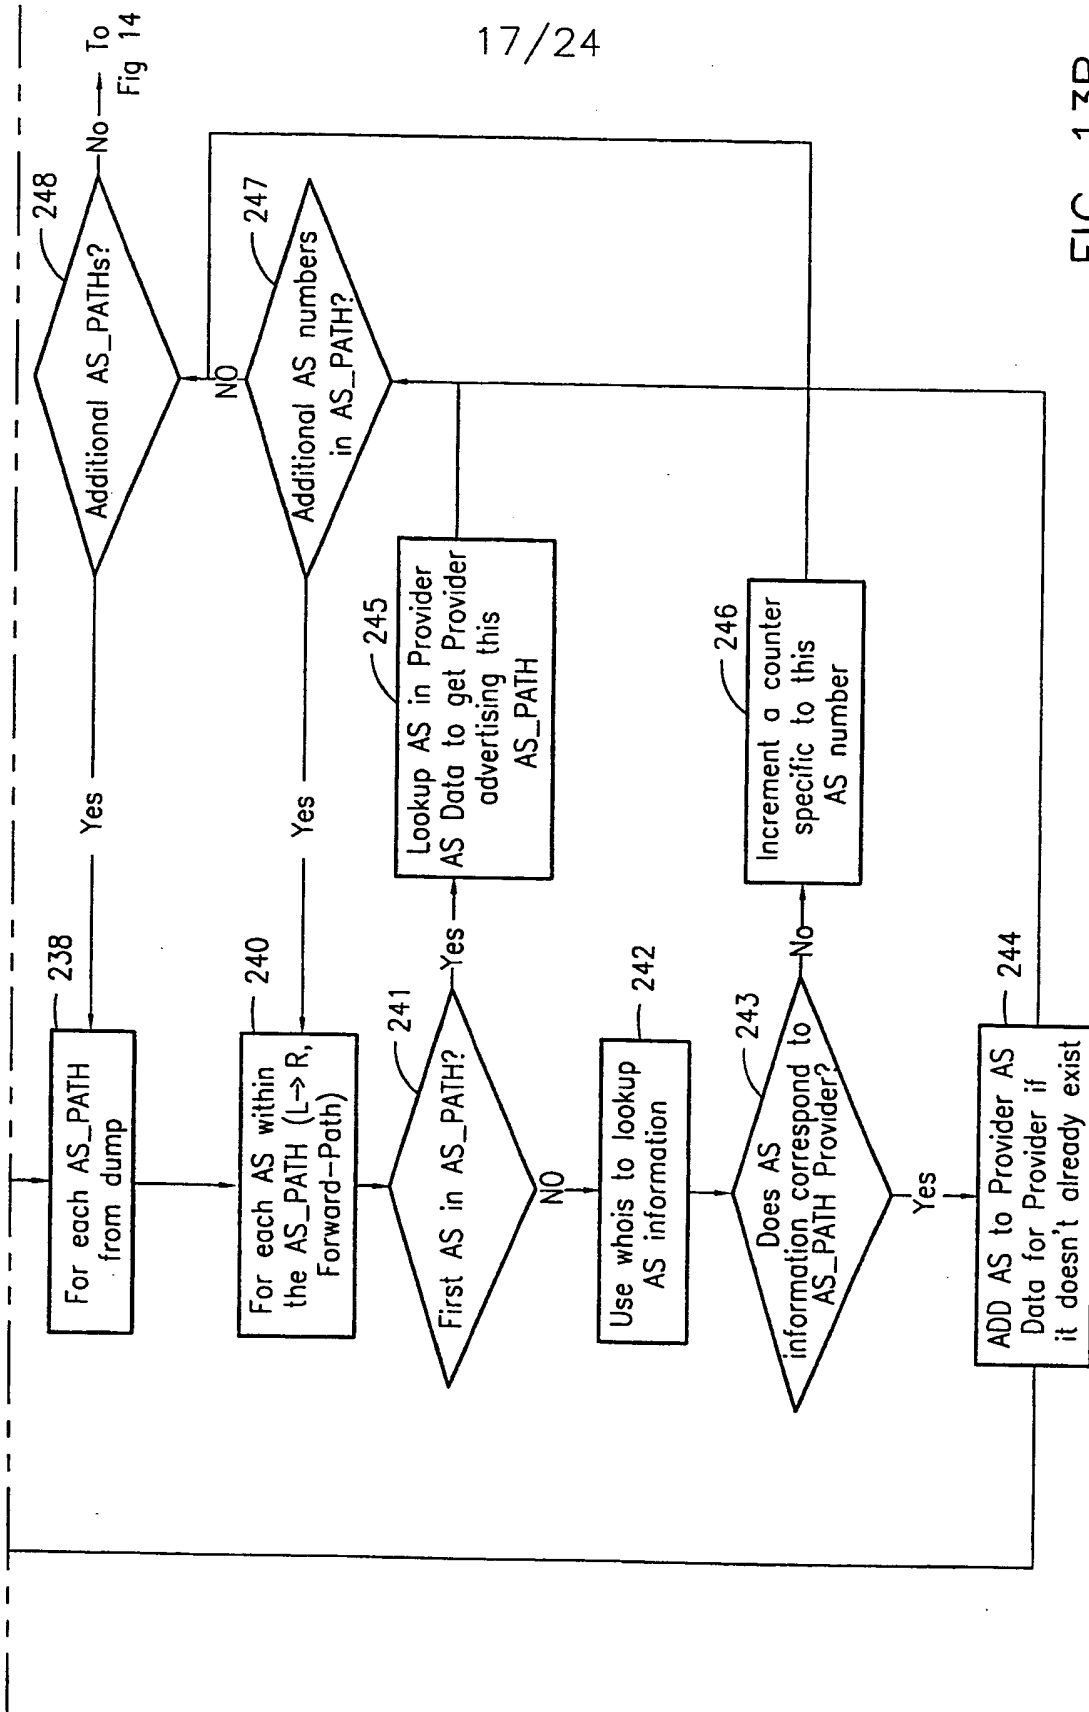 17/24
238
For each AS_PATH
from dump
Yes
Additional AS_PATHs?
248
No
To
Fig 14
240
For each AS within
the AS_PATH (L→R,
Forward-Path)
Yes
Additional AS numbers
in AS_PATH?
247
NO
241
First AS in AS_PATH?
Yes
NO
245
Lookup AS in Provider
AS Data to get Provider
advertising this
AS_PATH
242
Use whois to lookup
AS information
243
Does AS
information correspond to
AS_PATH Provider?
No
Yes
246
Increment a counter
specific to this
AS number
244
ADD AS to Provider AS
Data for Provider if
it doesn't already exist
FIG. 13B